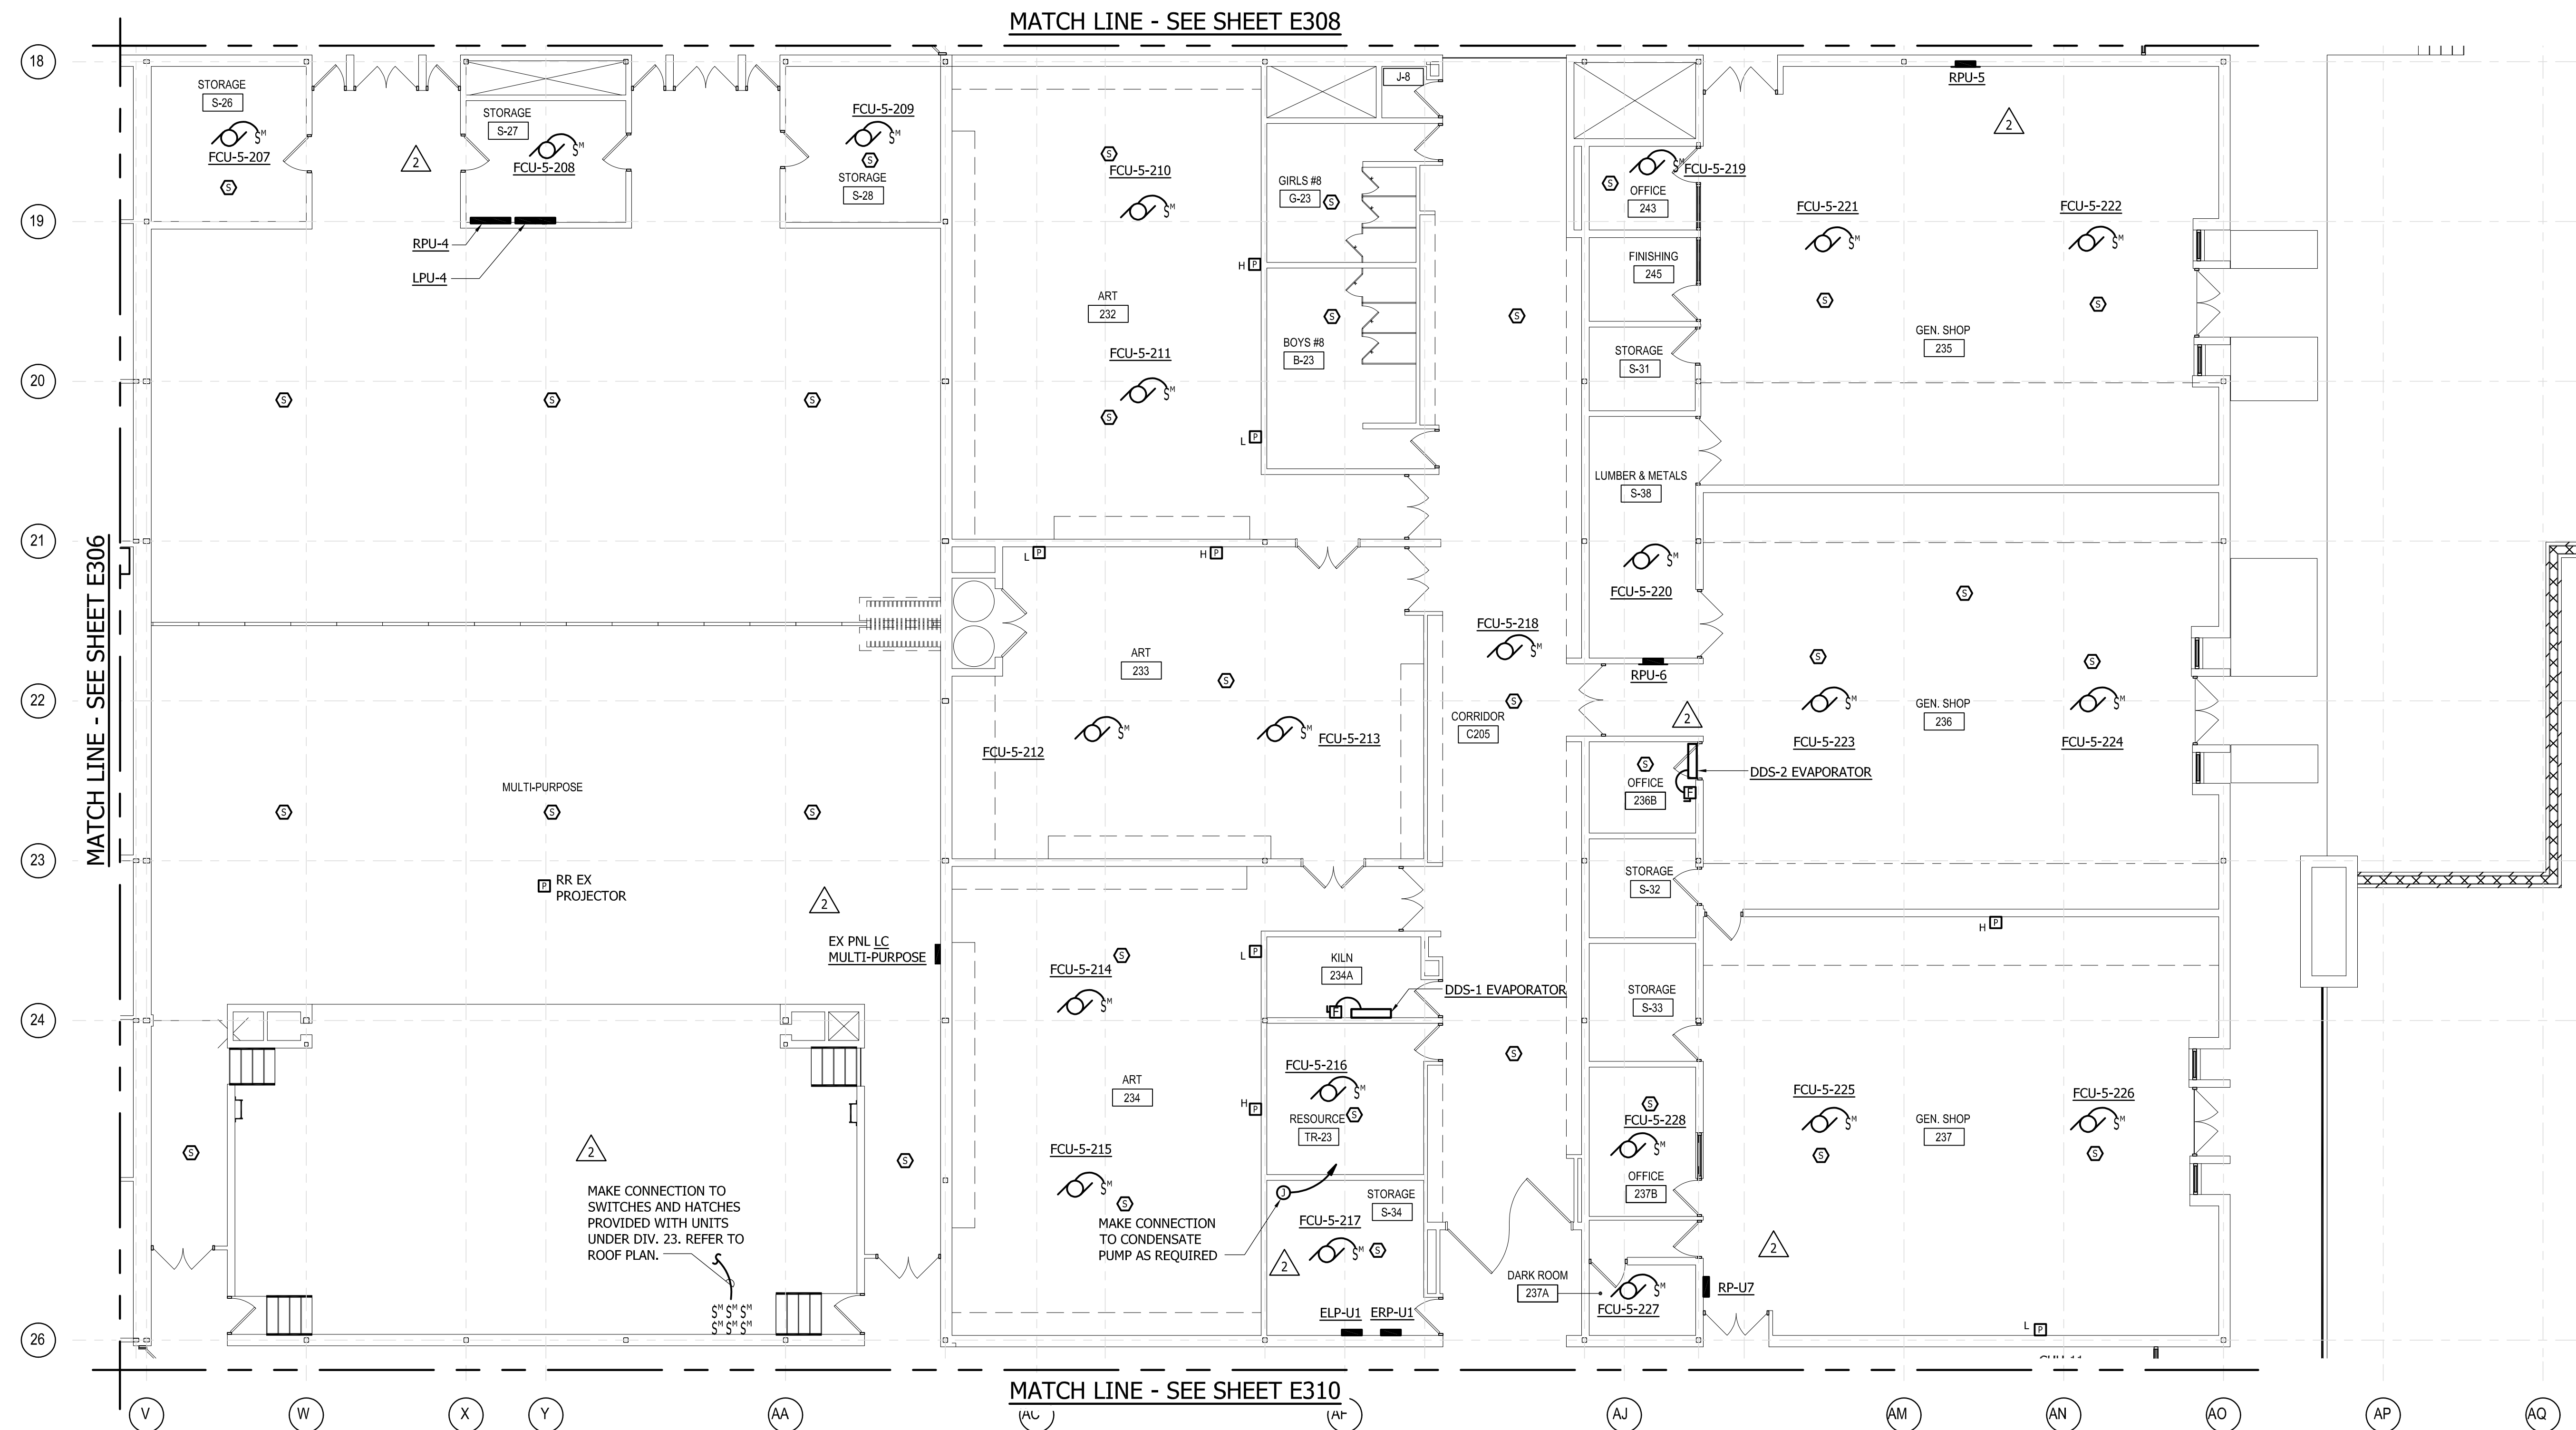 MATCH LINE - SEE SHEET E308
18
STORAGE
S-26
FCU-5-207
S M
2
STORAGE
S-27
FCU-5-208
S M
FCU-5-209
S M
S
STORAGE
S-28
S
RPU-4
LPU-4
19
S
FCU-5-210
S M
J-8
GIRLS #8
G-23
S
H P
ART
232
FCU-5-211
S M
S
BOYS #8
B-23
S
L P
S
S
FCU-5-219
S M
OFFICE
243
FINISHING
245
STORAGE
S-31
LUMBER & METALS
S-38
S M
FCU-5-220
RPU-5
2
FCU-5-221
S M
FCU-5-222
S M
S
S
GEN. SHOP
235
20
S
S
S
21
MATCH LINE - SEE SHEET E306
L P
H P
ART
233
S
S M
FCU-5-212
S M
FCU-5-213
FCU-5-218
S M
S
CORRIDOR
C205
RPU-6
2
S
S
S
S M
FCU-5-223
S M
FCU-5-224
GEN. SHOP
236
22
S
OFFICE
236B
F
DDS-2 EVAPORATOR
MULTI-PURPOSE
S
S
S
23
P
RR EX
PROJECTOR
2
EX PNL LC
MULTI-PURPOSE
STORAGE
S-32
H P
FCU-5-214
S M
S
L P
KILN
234A
F
DDS-1 EVAPORATOR
STORAGE
S-33
24
S
ART
234
H P
FCU-5-216
S M
S
RESOURCE
TR-23
FCU-5-215
S M
S
J
MAKE CONNECTION
TO CONDENSATE
PUMP AS REQUIRED
STORAGE
S-34
FCU-5-217
S M
S
2
ELP-U1
ERP-U1
S
FCU-5-228
S M
OFFICE
237B
DARK ROOM
237A
S M
FCU-5-227
RP-U7
2
FCU-5-225
S M
S
FCU-5-226
S M
S
GEN. SHOP
237
L P
S
S
2
MAKE CONNECTION TO
SWITCHES AND HATCHES
PROVIDED WITH UNITS
UNDER DIV. 23. REFER TO
ROOF PLAN.
S M S M S M
S M S M S M
26
MATCH LINE - SEE SHEET E310
V
W
X
Y
AA
AC
AF
AJ
AM
AN
AO
AP
AQ